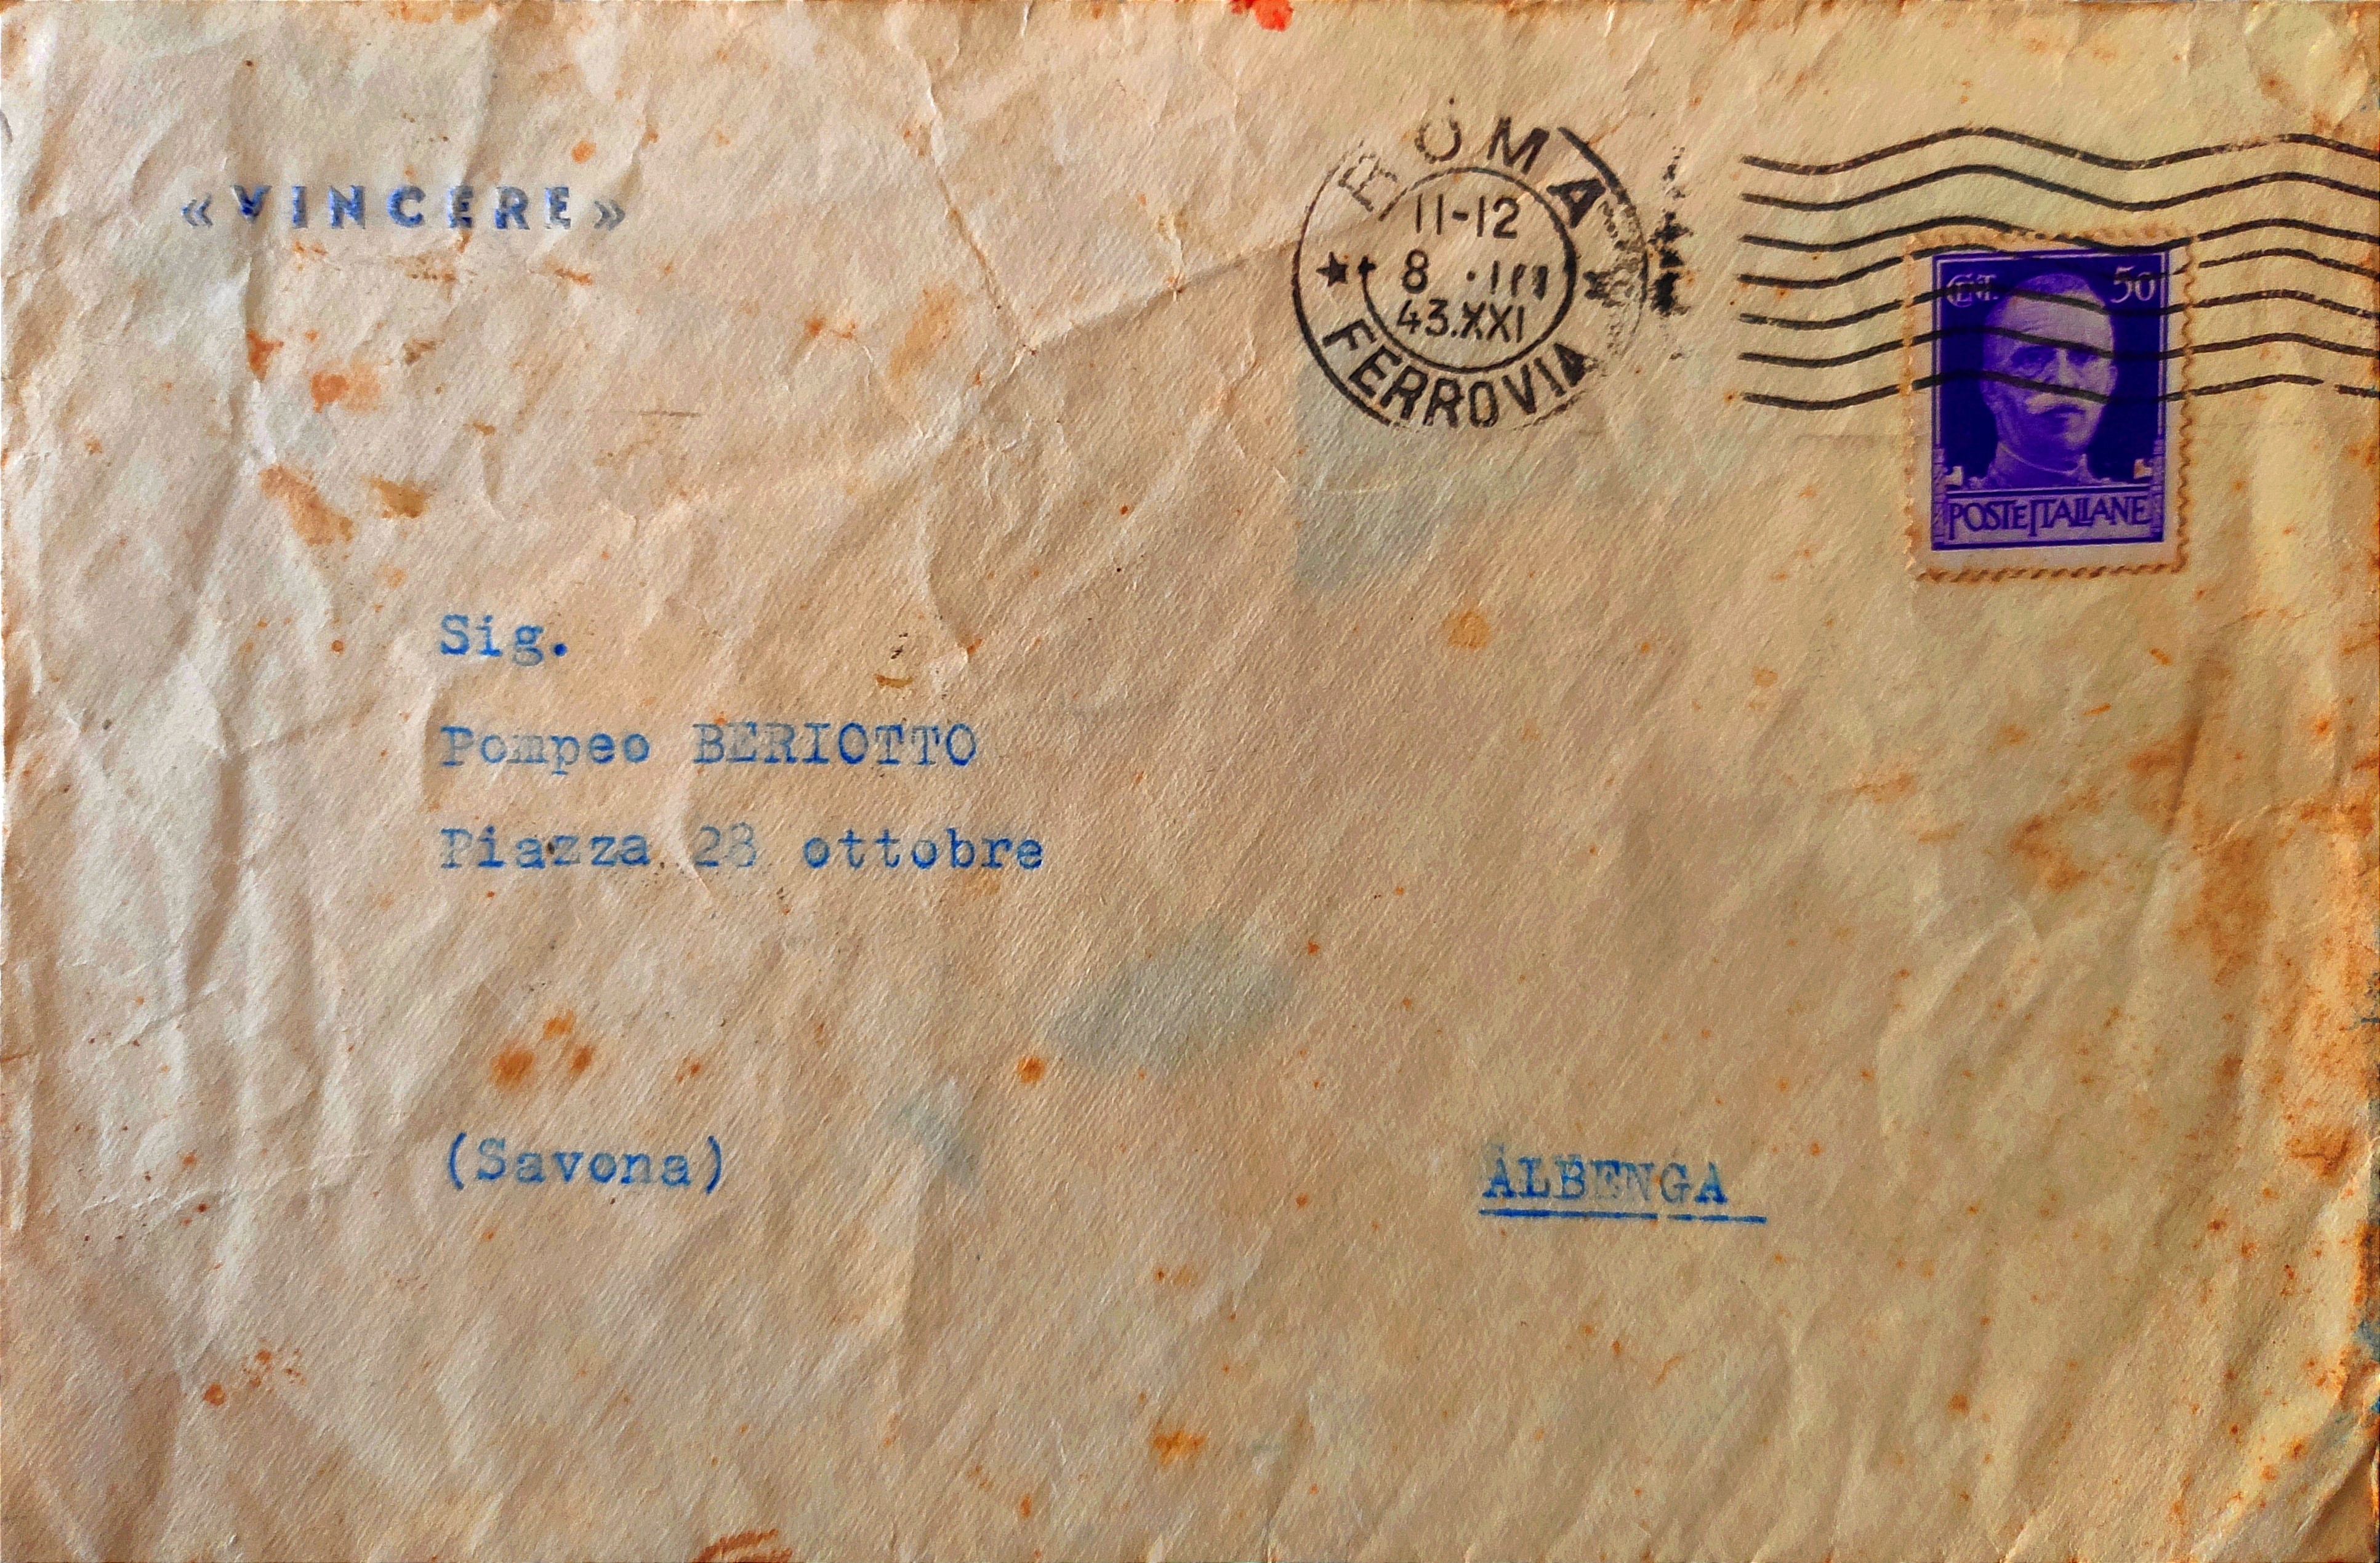 «VINCERE»
ROMA
11-12
8 .III
43.XXI
FERROVIA
CENT. 50
POSTE ITALIANE
Sig.
Pompeo BERIOTTO
Piazza 28 ottobre
(Savona) ALBENGA